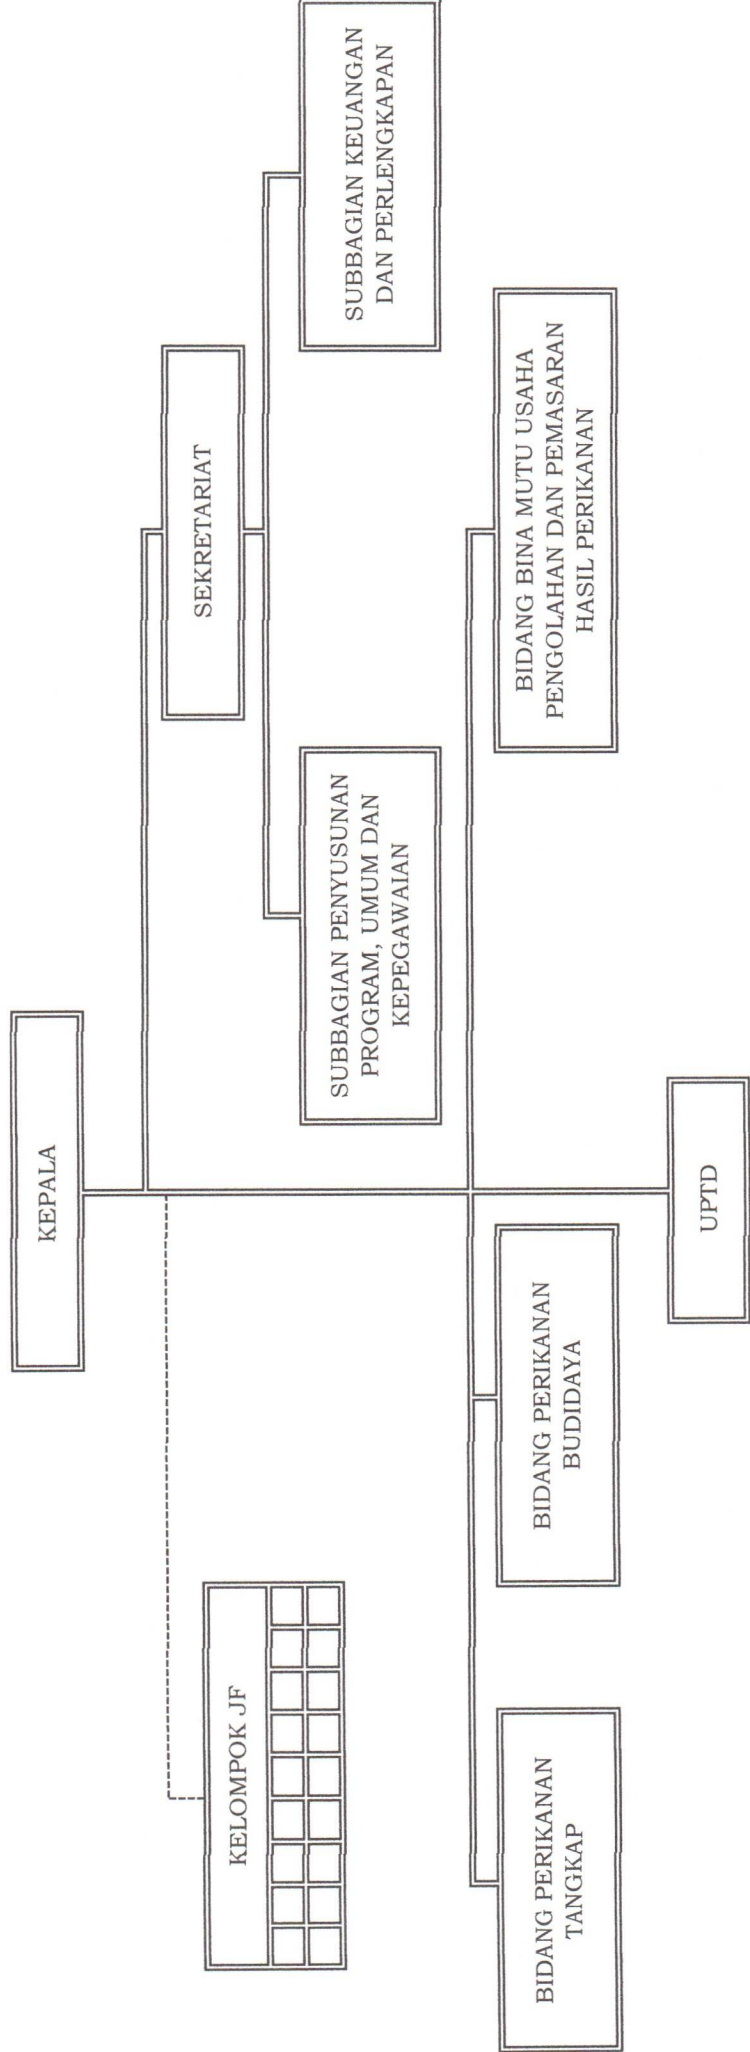 KEPALA
SEKRETARIAT
KELOMPOK JF
SUBBAGIAN PENYUSUNAN
PROGRAM, UMUM DAN
KEPEGAWAIAN
SUBBAGIAN KEUANGAN
DAN PERLENGKAPAN
BIDANG PERIKANAN
TANGKAP
BIDANG PERIKANAN
BUDIDAYA
BIDANG BINA MUTU USAHA
PENGOLAHAN DAN PEMASARAN
HASIL PERIKANAN
UPTD